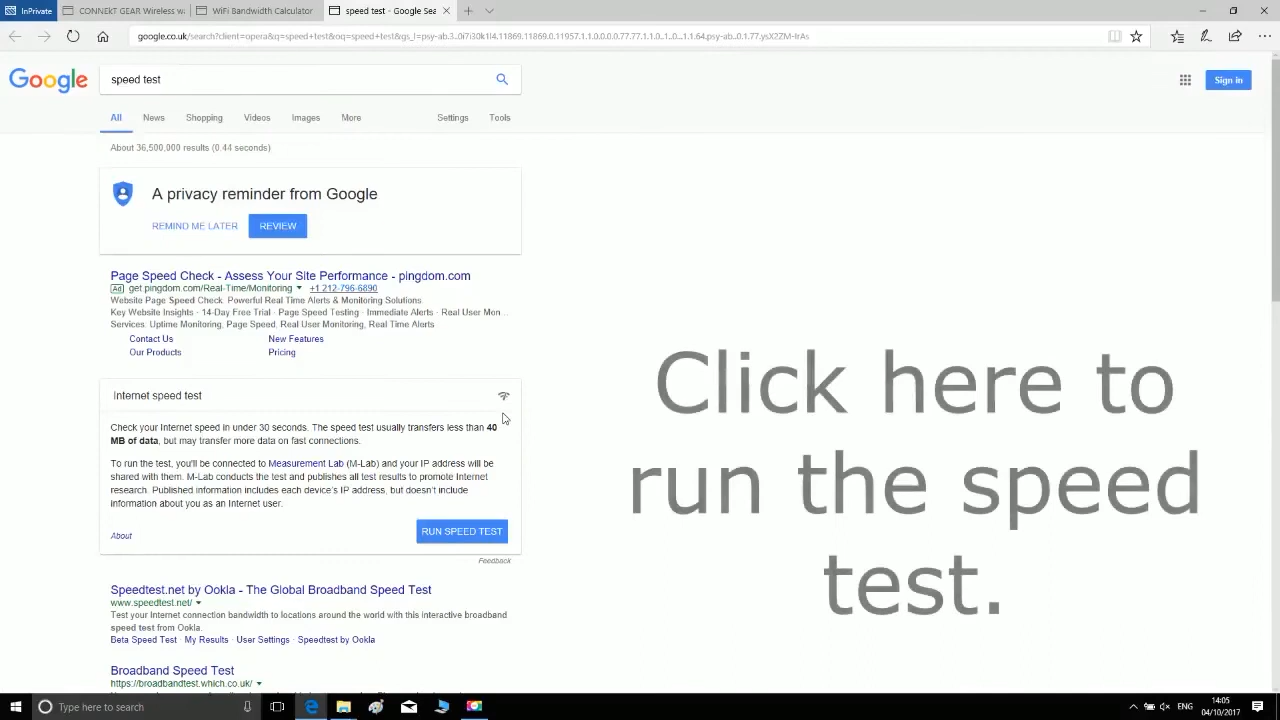 InPrivate
CONNEKT GEAR Wireless wa
WiFi Bandwidth Calculator
speed test - Google Sea
google.co.uk/search?client=opera&q=speed+test&oq=speed+test&gs_l=psy-ab.3..0i7i30k1l4.11869.11869.0.11957.1.1.0.0.0.0.77.77.1.1.0..1..0...1.1.64.psy-ab..0.1.77.ysX2ZM-IrAs
Google
speed test
Sign in
All News Shopping Videos Images More Settings Tools
About 36,500,000 results (0.44 seconds)
A privacy reminder from Google
REMIND ME LATER REVIEW
Page Speed Check - Assess Your Site Performance - pingdom.com
Ad get.pingdom.com/Real-Time/Monitoring +1 212-796-6890
Website Page Speed Check. Powerful Real Time Alerts & Monitoring Solutions
Key Website Insights · 14-Day Free Trial · Page Speed Testing · Immediate Alerts · Real User Mon...
Services: Uptime Monitoring, Page Speed, Real User Monitoring, Real Time Alerts
Contact Us New Features
Our Products Pricing
Internet speed test
Check your Internet speed in under 30 seconds. The speed test usually transfers less than 40
MB of data, but may transfer more data on fast connections.
To run the test, you'll be connected to Measurement Lab (M-Lab) and your IP address will be
shared with them. M-Lab conducts the test and publishes all test results to promote Internet
research. Published information includes each device's IP address, but doesn't include
information about you as an Internet user.
About
RUN SPEED TEST
Feedback
Speedtest.net by Ookla - The Global Broadband Speed Test
www.speedtest.net/
Test your Internet connection bandwidth to locations around the world with this interactive broadband
speed test from Ookla.
Beta Speed Test · My Results · User Settings · Speedtest by Ookla
Broadband Speed Test
https://broadbandtest.which.co.uk/
Click here to
run the speed
test.
Type here to search
ENG
14:05
04/10/2017